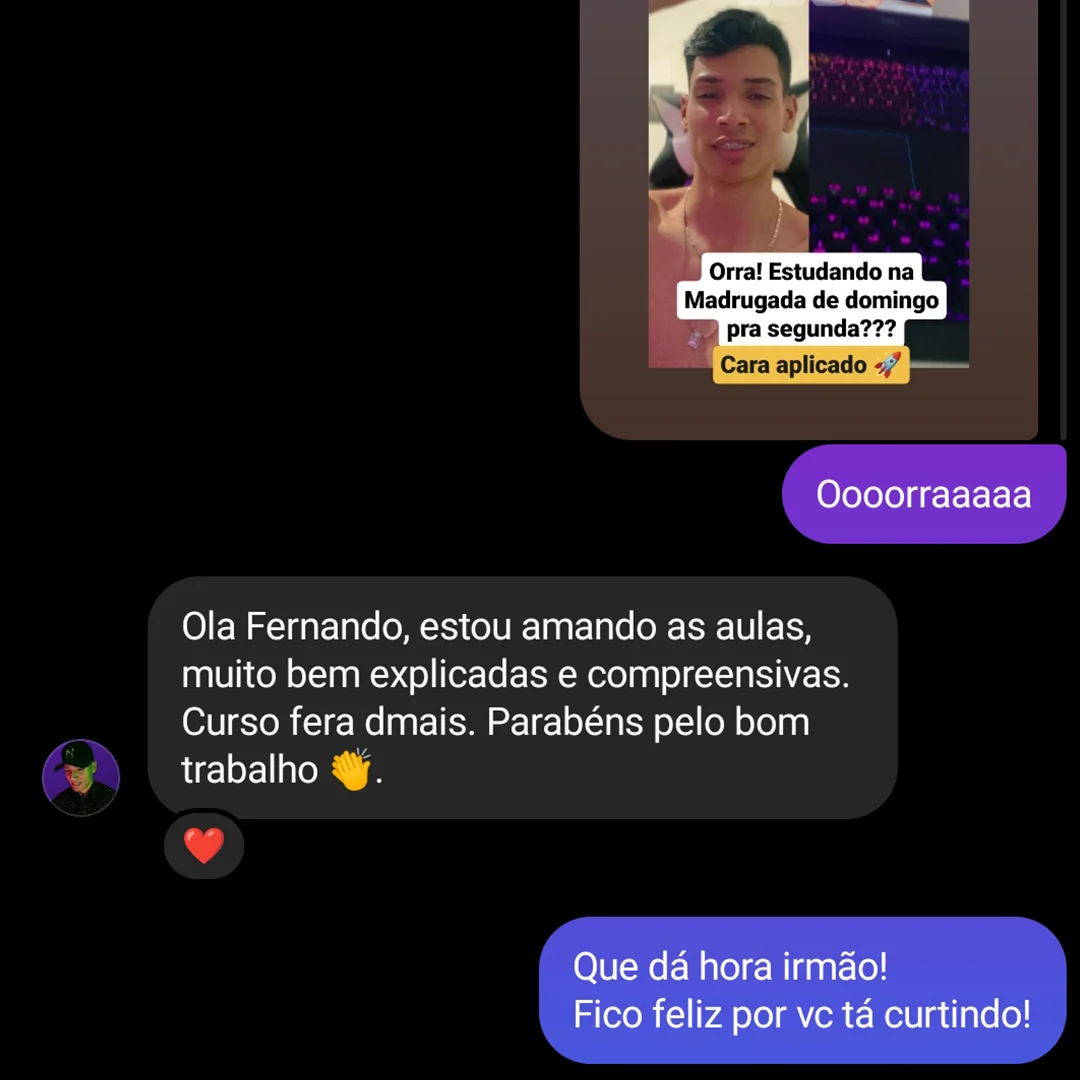 Orra! Estudando na
Madrugada de domingo
pra segunda???
Cara aplicado 🚀
Oooorraaaaa
Ola Fernando, estou amando as aulas,
muito bem explicadas e compreensivas.
Curso fera dmais. Parabéns pelo bom
trabalho 👏.
❤️
Que dá hora irmão!
Fico feliz por vc tá curtindo!